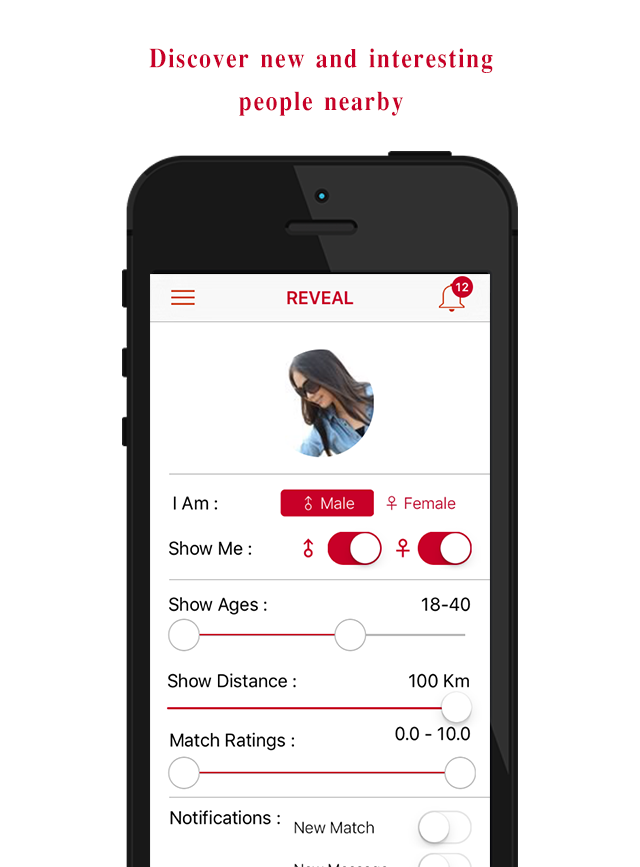 Discover new and interesting
people nearby
REVEAL
12
I Am :
Male
Female
Show Me :
Show Ages :
18-40
Show Distance :
100 Km
Match Ratings :
0.0 - 10.0
Notifications :
New Match